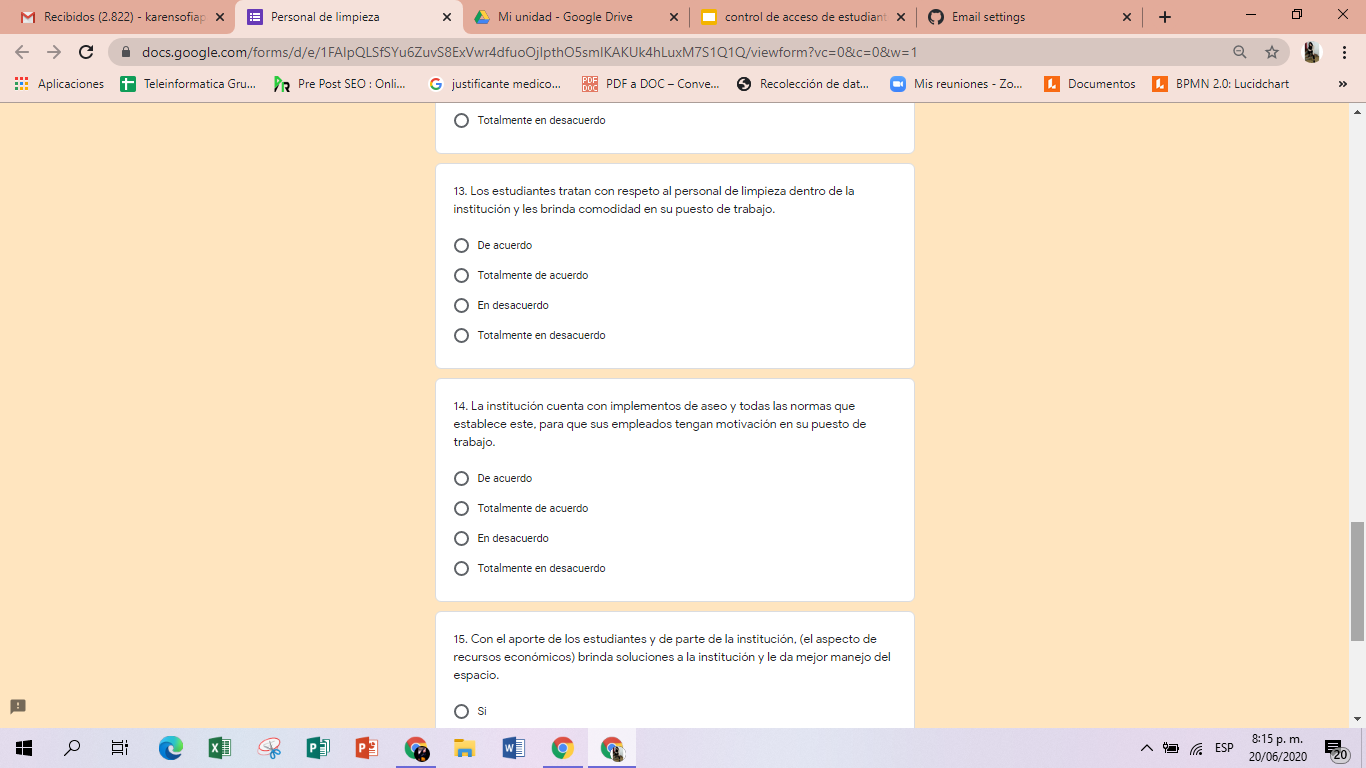 Recibidos (2.822) - karensofiap
Personal de limpieza
Mi unidad - Google Drive
control de acceso de estudiant
Email settings
docs.google.com/forms/d/e/1FAIpQLSfSYu6ZuvS8ExVwr4dfuoOjIpthO5smIKAKUk4hLuxM7S1Q1Q/viewform?vc=0&c=0&w=1
Aplicaciones
Teleinformatica Gru...
Pre Post SEO : Onli...
justificante medico...
PDF a DOC – Conve...
Recolección de dat...
Mis reuniones - Zo...
Documentos
BPMN 2.0: Lucidchart
»
Totalmente en desacuerdo
13. Los estudiantes tratan con respeto al personal de limpieza dentro de la
institución y les brinda comodidad en su puesto de trabajo.
De acuerdo
Totalmente de acuerdo
En desacuerdo
Totalmente en desacuerdo
14. La institución cuenta con implementos de aseo y todas las normas que
establece este, para que sus empleados tengan motivación en su puesto de
trabajo.
De acuerdo
Totalmente de acuerdo
En desacuerdo
Totalmente en desacuerdo
15. Con el aporte de los estudiantes y de parte de la institución, (el aspecto de
recursos económicos) brinda soluciones a la institución y le da mejor manejo del
espacio.
Si
ESP
8:15 p. m.
20/06/2020
20